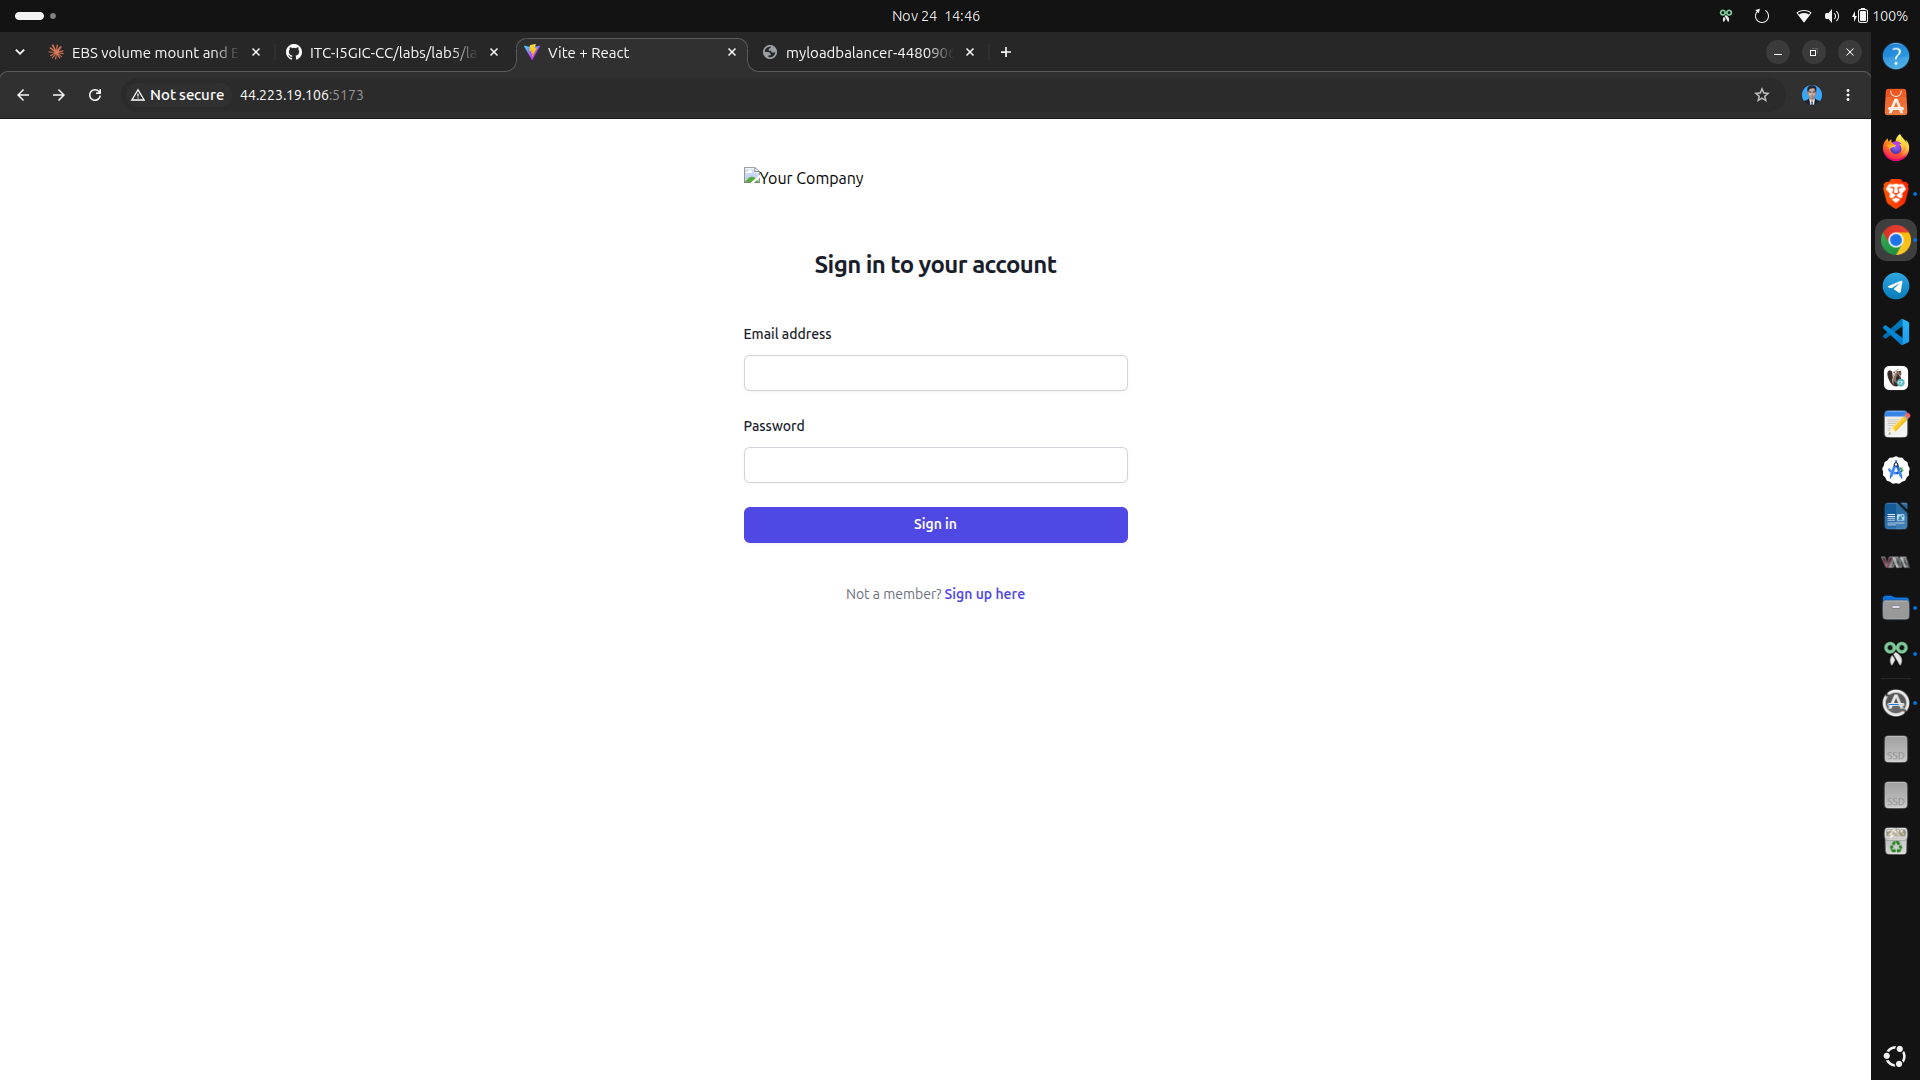 Nov 24 14:46
100%
EBS volume mount and E
ITC-I5GIC-CC/labs/lab5/la
Vite + React
myloadbalancer-448090
Not secure
44.223.19.106:5173
Your Company
Sign in to your account
Email address
Password
Sign in
Not a member? Sign up here
SSD
SSD